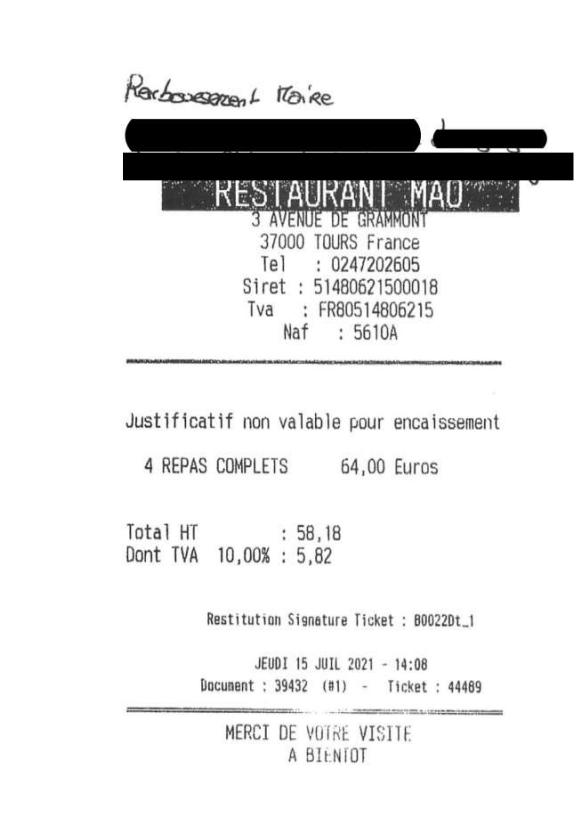 Remboursement Maire
RESTAURANT MAO
3 AVENUE DE GRAMMONT
37000 TOURS France
Tel : 0247202605
Siret : 51480621500018
Tva : FR80514806215
Naf : 5610A
Justificatif non valable pour encaissement
4 REPAS COMPLETS 64,00 Euros
Total HT : 58,18
Dont TVA 10,00% : 5,82
Restitution Signature Ticket : B0022Dt_1
JEUDI 15 JUIL 2021 - 14:08
Document : 39432 (#1) - Ticket : 44489
MERCI DE VOTRE VISITE
A BIENTOT